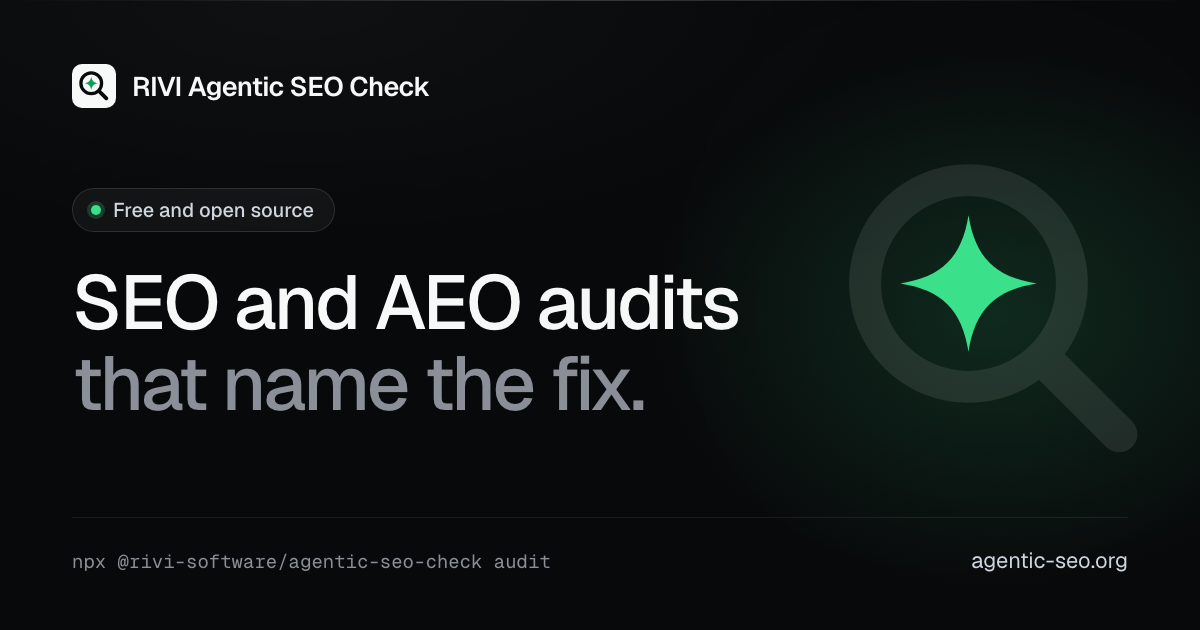 RIVI Agentic SEO Check
Free and open source
SEO and AEO audits
that name the fix.
npx @rivi-software/agentic-seo-check audit
agentic-seo.org